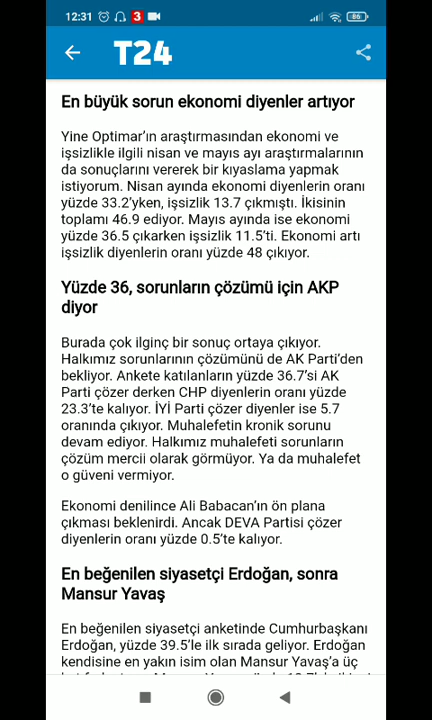 12:31 3 86
T24
En büyük sorun ekonomi diyenler artıyor
Yine Optimar'ın araştırmasından ekonomi ve
işsizlikle ilgili nisan ve mayıs ayı araştırmalarının
da sonuçlarını vererek bir kıyaslama yapmak
istiyorum. Nisan ayında ekonomi diyenlerin oranı
yüzde 33.2'yken, işsizlik 13.7 çıkmıştı. İkisinin
toplamı 46.9 ediyor. Mayıs ayında ise ekonomi
yüzde 36.5 çıkarken işsizlik 11.5'ti. Ekonomi artı
işsizlik diyenlerin oranı yüzde 48 çıkıyor.
Yüzde 36, sorunların çözümü için AKP
diyor
Burada çok ilginç bir sonuç ortaya çıkıyor.
Halkımız sorunlarının çözümünü de AK Parti'den
bekliyor. Ankete katılanların yüzde 36.7'si AK
Parti çözer derken CHP diyenlerin oranı yüzde
23.3'te kalıyor. İYİ Parti çözer diyenler ise 5.7
oranında çıkıyor. Muhalefetin kronik sorunu
devam ediyor. Halkımız muhalefeti sorunların
çözüm mercii olarak görmüyor. Ya da muhalefet
o güveni vermiyor.
Ekonomi denilince Ali Babacan'ın ön plana
çıkması beklenirdi. Ancak DEVA Partisi çözer
diyenlerin oranı yüzde 0.5'te kalıyor.
En beğenilen siyasetçi Erdoğan, sonra
Mansur Yavaş
En beğenilen siyasetçi anketinde Cumhurbaşkanı
Erdoğan, yüzde 39.5'le ilk sırada geliyor. Erdoğan
kendisine en yakın isim olan Mansur Yavaş'a üç